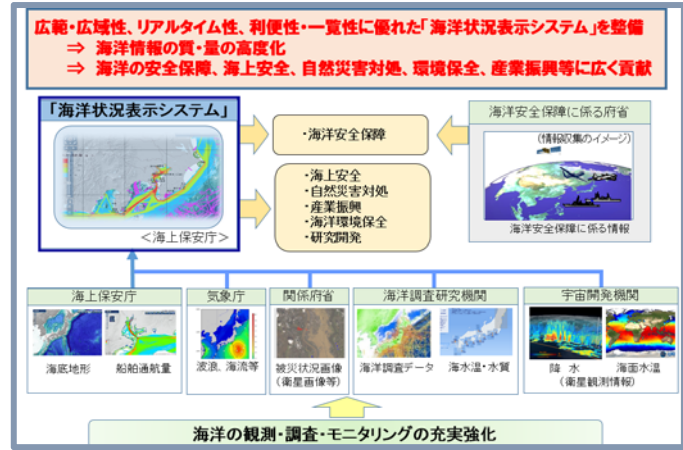 広範・広域性、リアルタイム性、利便性・一覧性に優れた「海洋状況表示システム」を整備
⇒ 海洋情報の質・量の高度化
⇒ 海洋の安全保障、海上安全、自然災害対処、環境保全、産業振興等に広く貢献
「海洋状況表示システム」
<海上保安庁>
・海洋安全保障
・海上安全
・自然災害対処
・産業振興
・海洋環境保全
・研究開発
海洋安全保障に係る府省
(情報収集のイメージ)
海洋安全保障に係る情報
海上保安庁
海底地形
船舶通航量
気象庁
波浪、海流等
関係府省
被災状況画像
(衛星画像等)
海洋調査研究機関
海洋調査データ
海水温・水質
宇宙開発機関
降 水
海面水温
(衛星観測情報)
海洋の観測・調査・モニタリングの充実強化